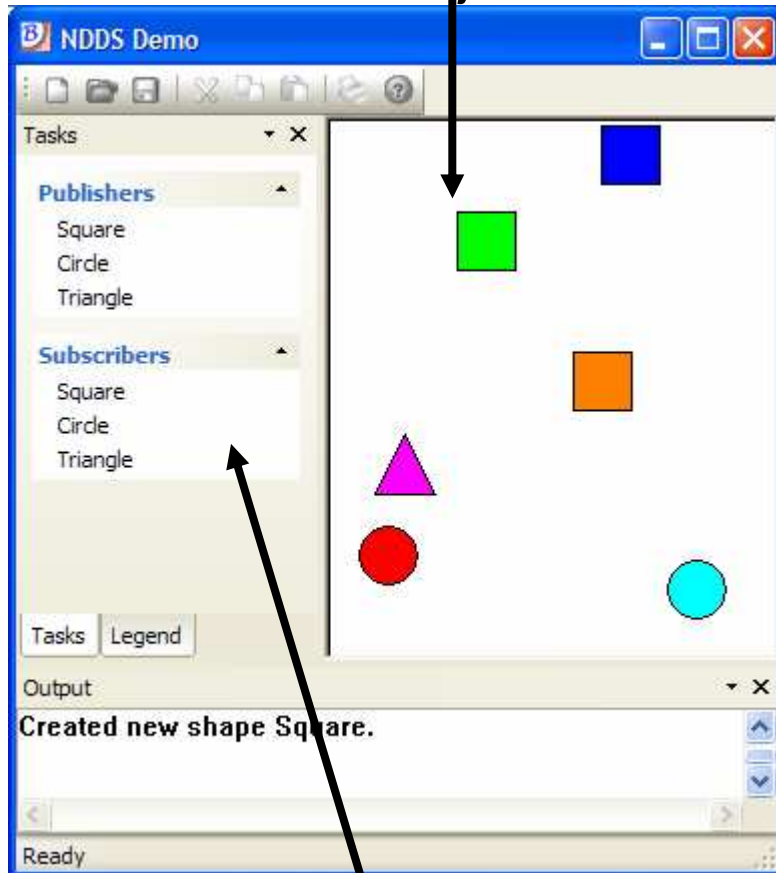 NDDS Demo
Tasks
Publishers
Square
Circle
Triangle
Subscribers
Square
Circle
Triangle
Tasks Legend
Output
Created new shape Square.
Ready